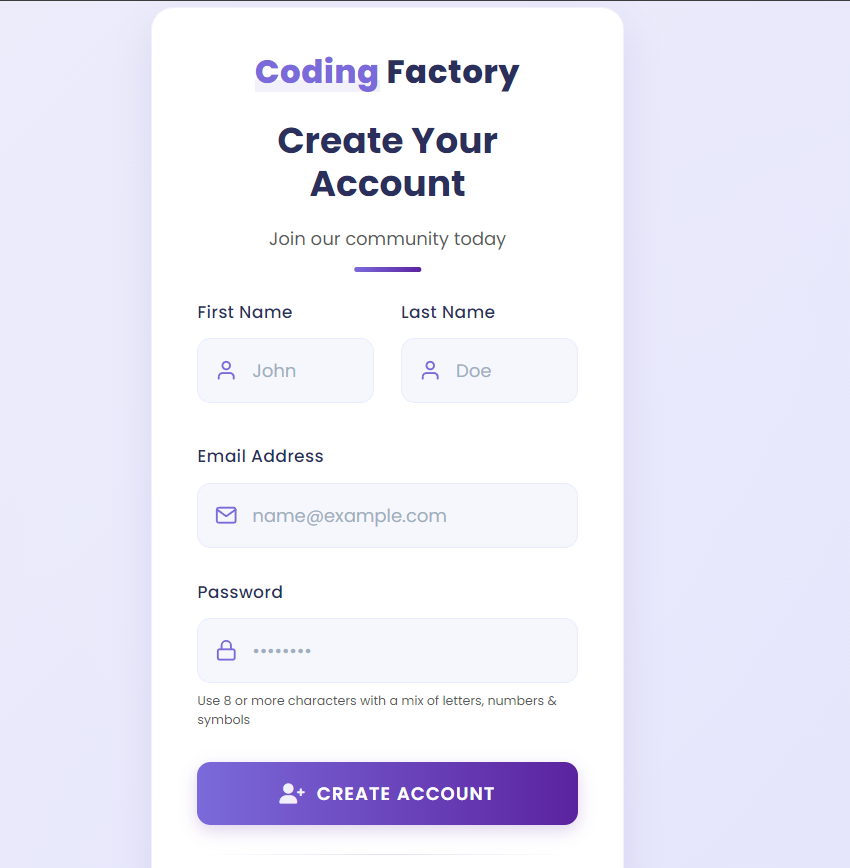 Coding Factory
Create Your
Account
Join our community today
First Name Last Name
John Doe
Email Address
name@example.com
Password
••••••••
Use 8 or more characters with a mix of letters, numbers &
symbols
CREATE ACCOUNT